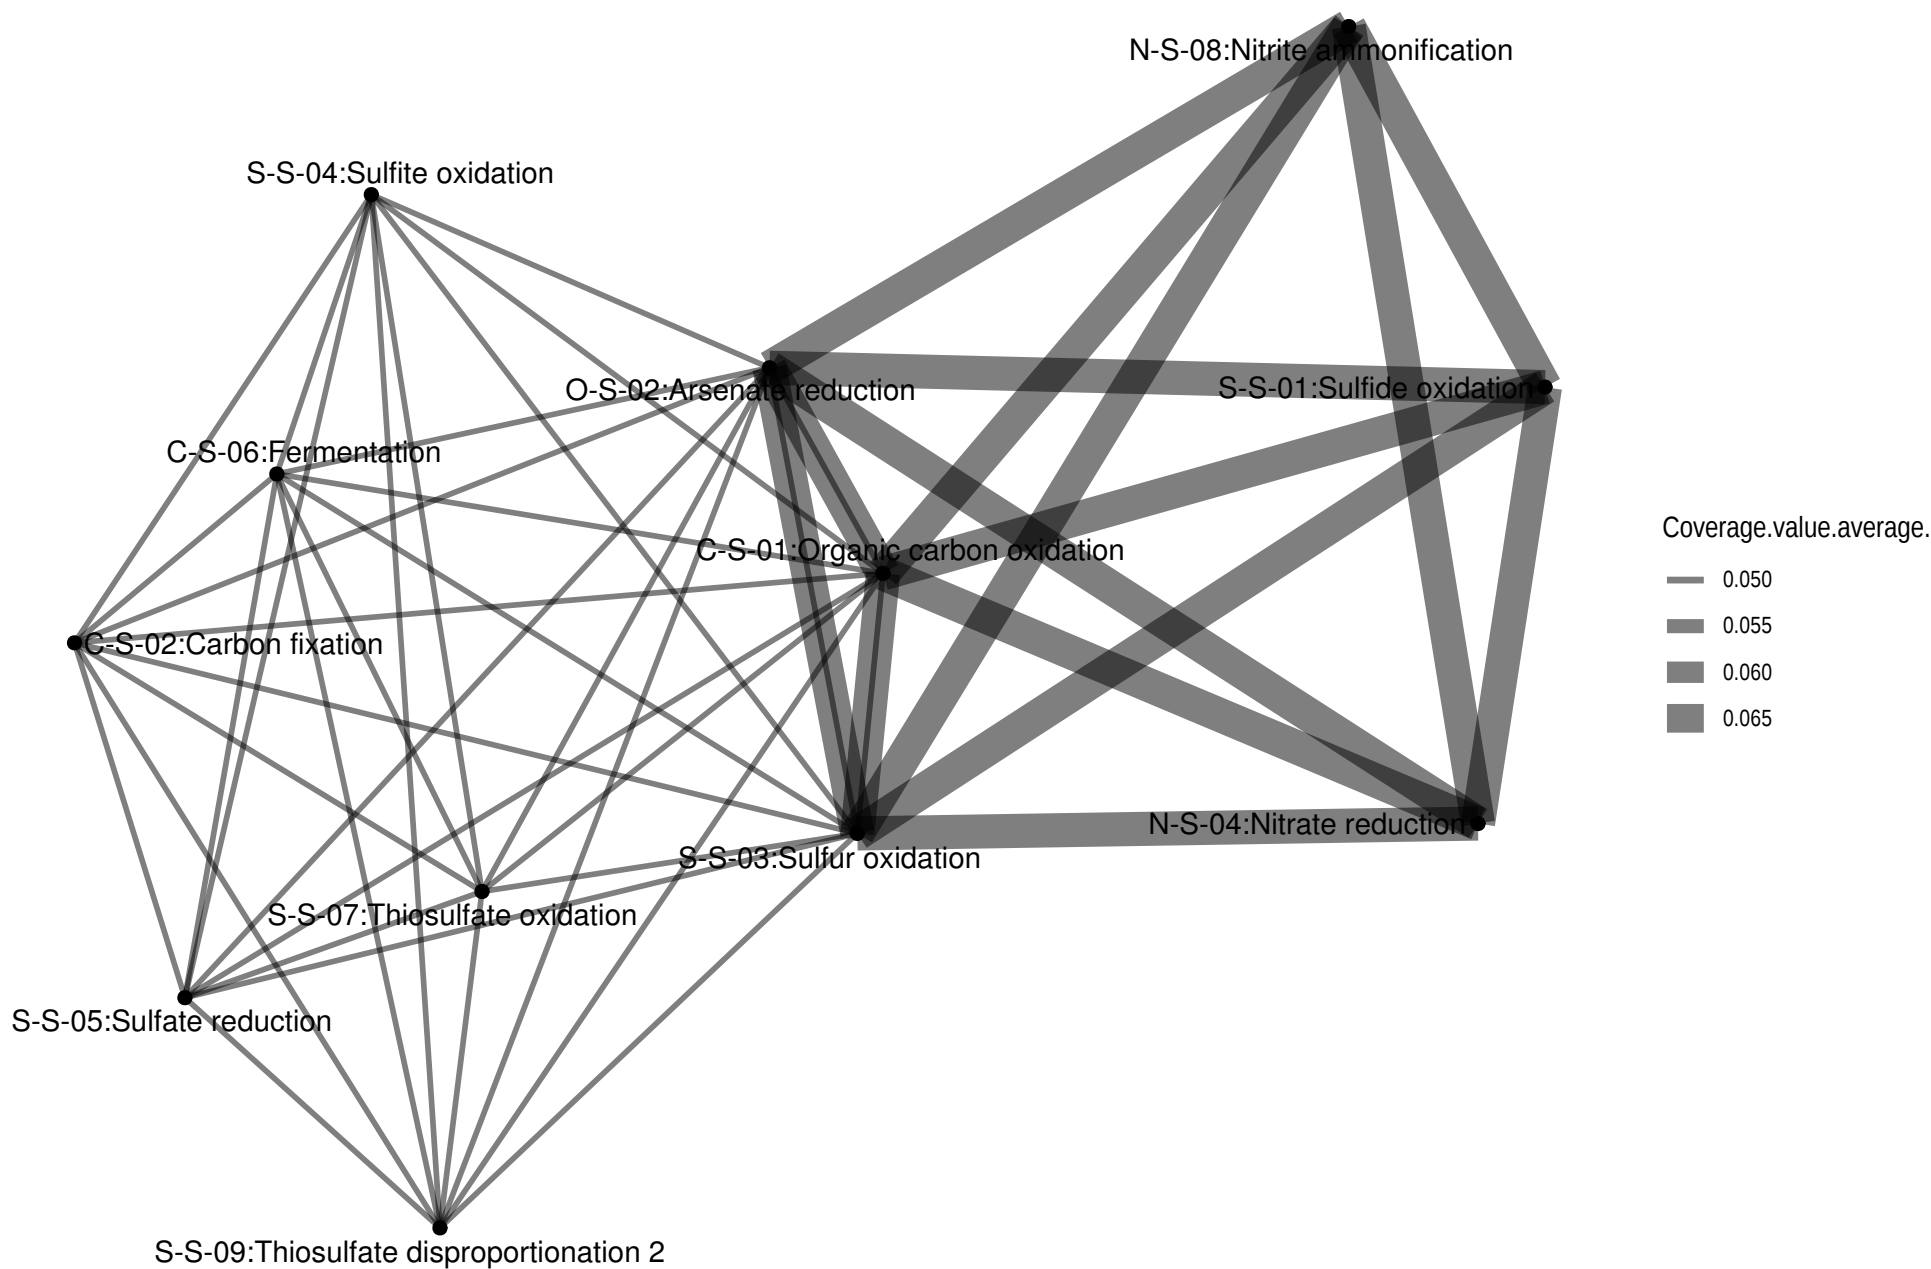 N-S-08:Nitrite ammonification
S-S-04:Sulfite oxidation
O-S-02:Arsenate reduction
S-S-01:Sulfide oxidation
C-S-06:Fermentation
Coverage.value.average.
C-S-01:Organic carbon oxidation
0.050
0.055
C-S-02:Carbon fixation
0.060
0.065
N-S-04:Nitrate reduction
S-S-03:Sulfur oxidation
S-S-07:Thiosulfate oxidation
S-S-05:Sulfate reduction
S-S-09:Thiosulfate disproportionation 2